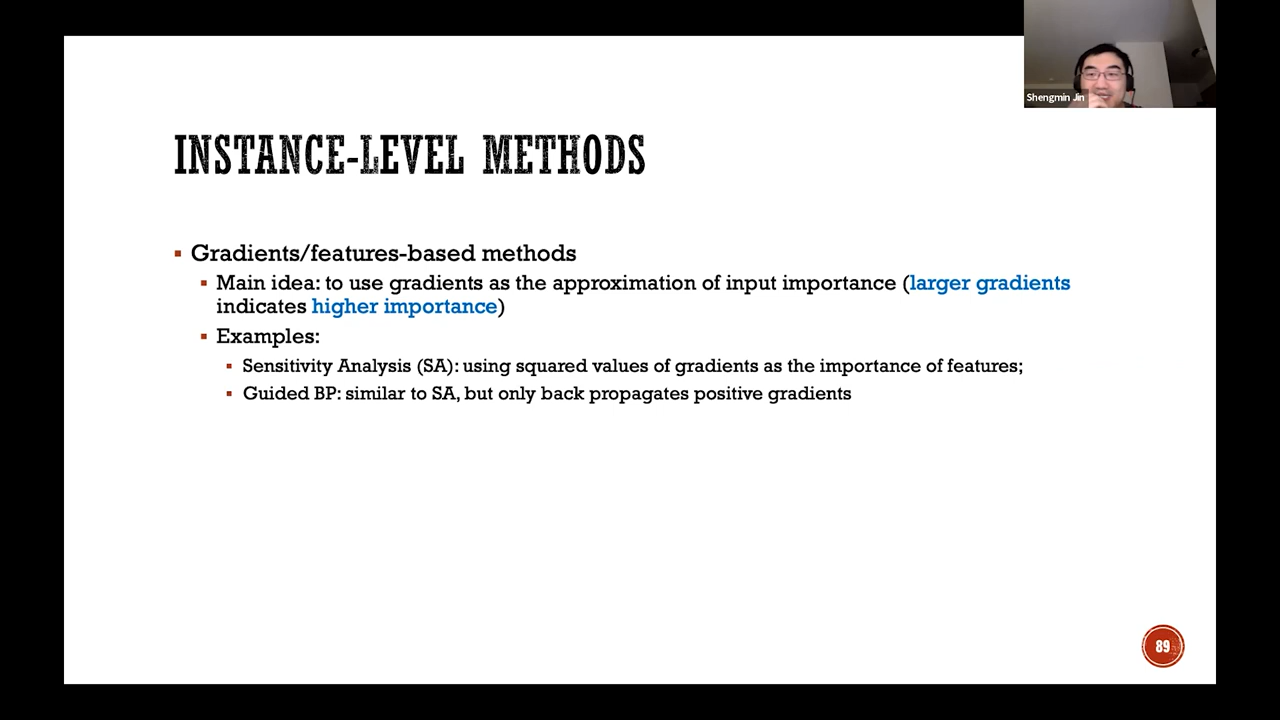 Shengmin Jin
INSTANCE-LEVEL METHODS
Gradients/features-based methods
Main idea: to use gradients as the approximation of input importance (larger gradients
indicates higher importance)
Examples:
Sensitivity Analysis (SA): using squared values of gradients as the importance of features;
Guided BP: similar to SA, but only back propagates positive gradients
89